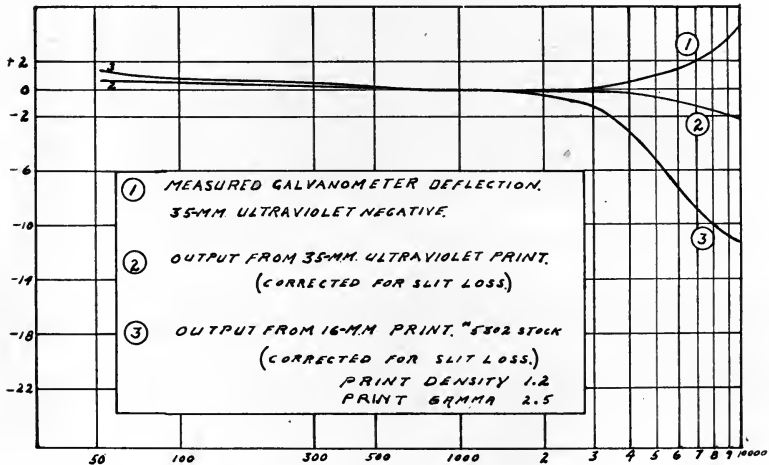 +2
0
-2
-6
-10
-14
-18
-22
3
2
1
2
3
① MEASURED GALVANOMETER DEFLECTION.
35-MM. ULTRAVIOLET NEGATIVE.
② OUTPUT FROM 35-MM. ULTRAVIOLET PRINT.
(CORRECTED FOR SLIT LOSS.)
③ OUTPUT FROM 16-M.M PRINT. "5302 STOCK
(CORRECTED FOR SLIT LOSS.)
PRINT DENSITY 1.2
PRINT GAMMA 2.5
50 100 300 500 1000 2 3 4 5 6 7 8 9 10000